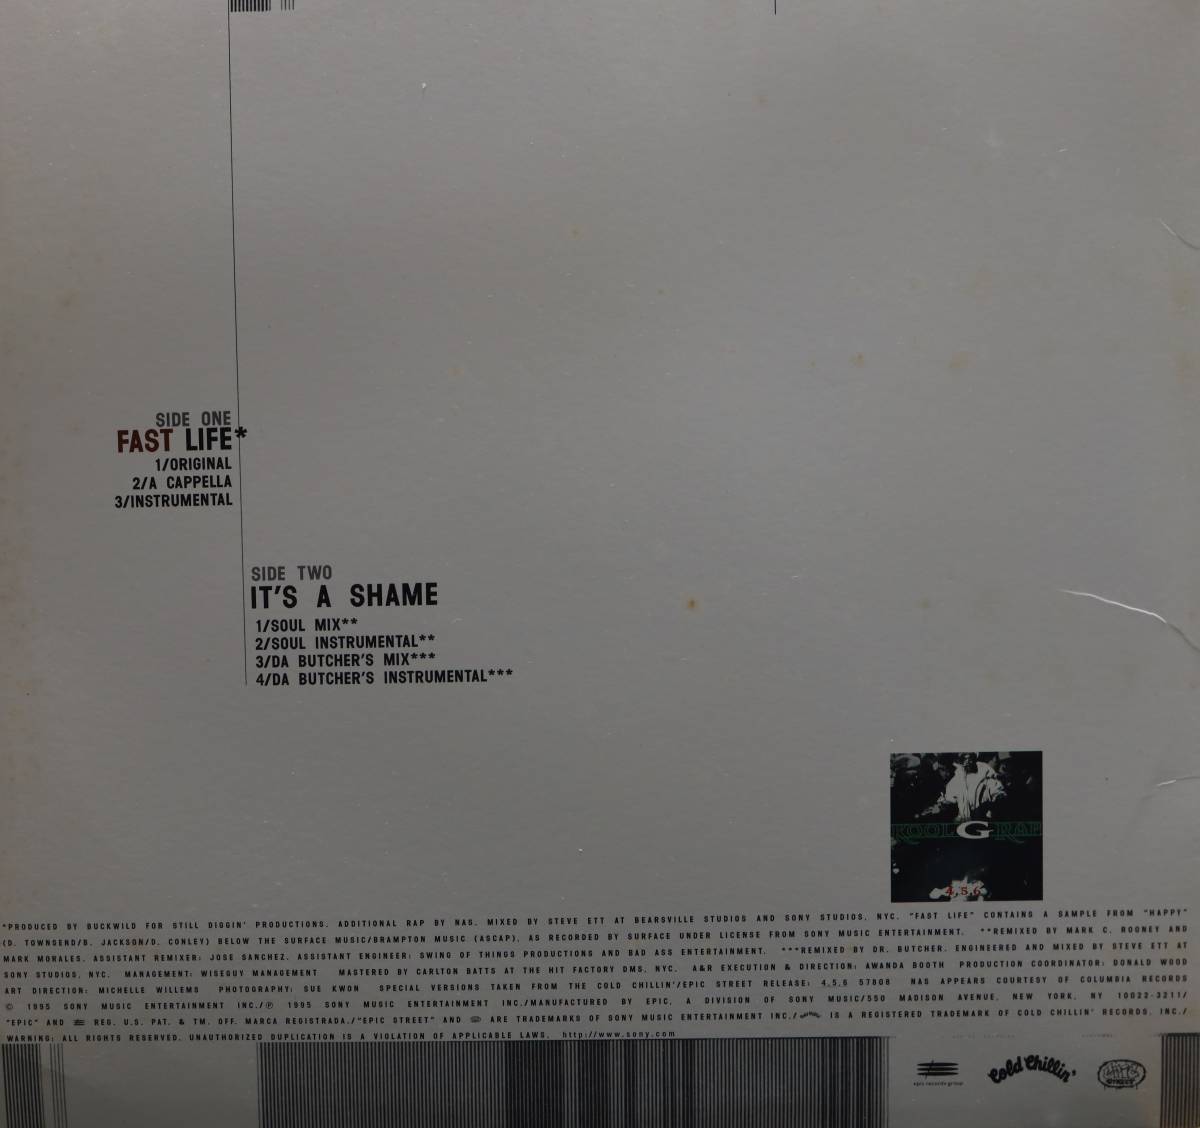 SIDE ONE
FAST LIFE*
1/ORIGINAL
2/A CAPPELLA
3/INSTRUMENTAL
SIDE TWO
IT'S A SHAME
1/SOUL MIX**
2/SOUL INSTRUMENTAL**
3/DA BUTCHER'S MIX***
4/DA BUTCHER'S INSTRUMENTAL***
KOOL G RAP
4,5,6
*PRODUCED BY BUCKWILD FOR STILL DIGGIN' PRODUCTIONS. ADDITIONAL RAP BY NAS. MIXED BY STEVE ETT AT BEARSVILLE STUDIOS AND SONY STUDIOS, NYC. "FAST LIFE" CONTAINS A SAMPLE FROM "HAPPY"
(D. TOWNSEND/B. JACKSON/D. CONLEY) BELOW THE SURFACE MUSIC/BRAMPTON MUSIC (ASCAP), AS RECORDED BY SURFACE UNDER LICENSE FROM SONY MUSIC ENTERTAINMENT. **REMIXED BY MARK C. ROONEY AND
MARK MORALES. ASSISTANT REMIXER: JOSE SANCHEZ. ASSISTANT ENGINEER: SWING OF THINGS PRODUCTIONS AND BAD ASS ENTERTAINMENT. ***REMIXED BY DR. BUTCHER. ENGINEERED AND MIXED BY STEVE ETT AT
SONY STUDIOS, NYC. MANAGEMENT: WISEGUY MANAGEMENT MASTERED BY CARLTON BATTS AT THE HIT FACTORY DMS, NYC. A&R EXECUTION & DIRECTION: AWANDA BOOTH PRODUCTION COORDINATOR: DONALD WOOD
ART DIRECTION: MICHELLE WILLEMS PHOTOGRAPHY: SUE KWON SPECIAL VERSIONS TAKEN FROM THE COLD CHILLIN'/EPIC STREET RELEASE: 4,5,6 57808 NAS APPEARS COURTESY OF COLUMBIA RECORDS
© 1995 SONY MUSIC ENTERTAINMENT INC./℗ 1995 SONY MUSIC ENTERTAINMENT INC./MANUFACTURED BY EPIC, A DIVISION OF SONY MUSIC/550 MADISON AVENUE, NEW YORK, NY 10022-3211/
"EPIC" AND REG. U.S. PAT. & TM. OFF. MARCA REGISTRADA./"EPIC STREET" AND ARE TRADEMARKS OF SONY MUSIC ENTERTAINMENT INC./ IS A REGISTERED TRADEMARK OF COLD CHILLIN' RECORDS, INC./
WARNING: ALL RIGHTS RESERVED. UNAUTHORIZED DUPLICATION IS A VIOLATION OF APPLICABLE LAWS. http://www.sony.com
epic records group
Cold Chillin'
EPIC STREET